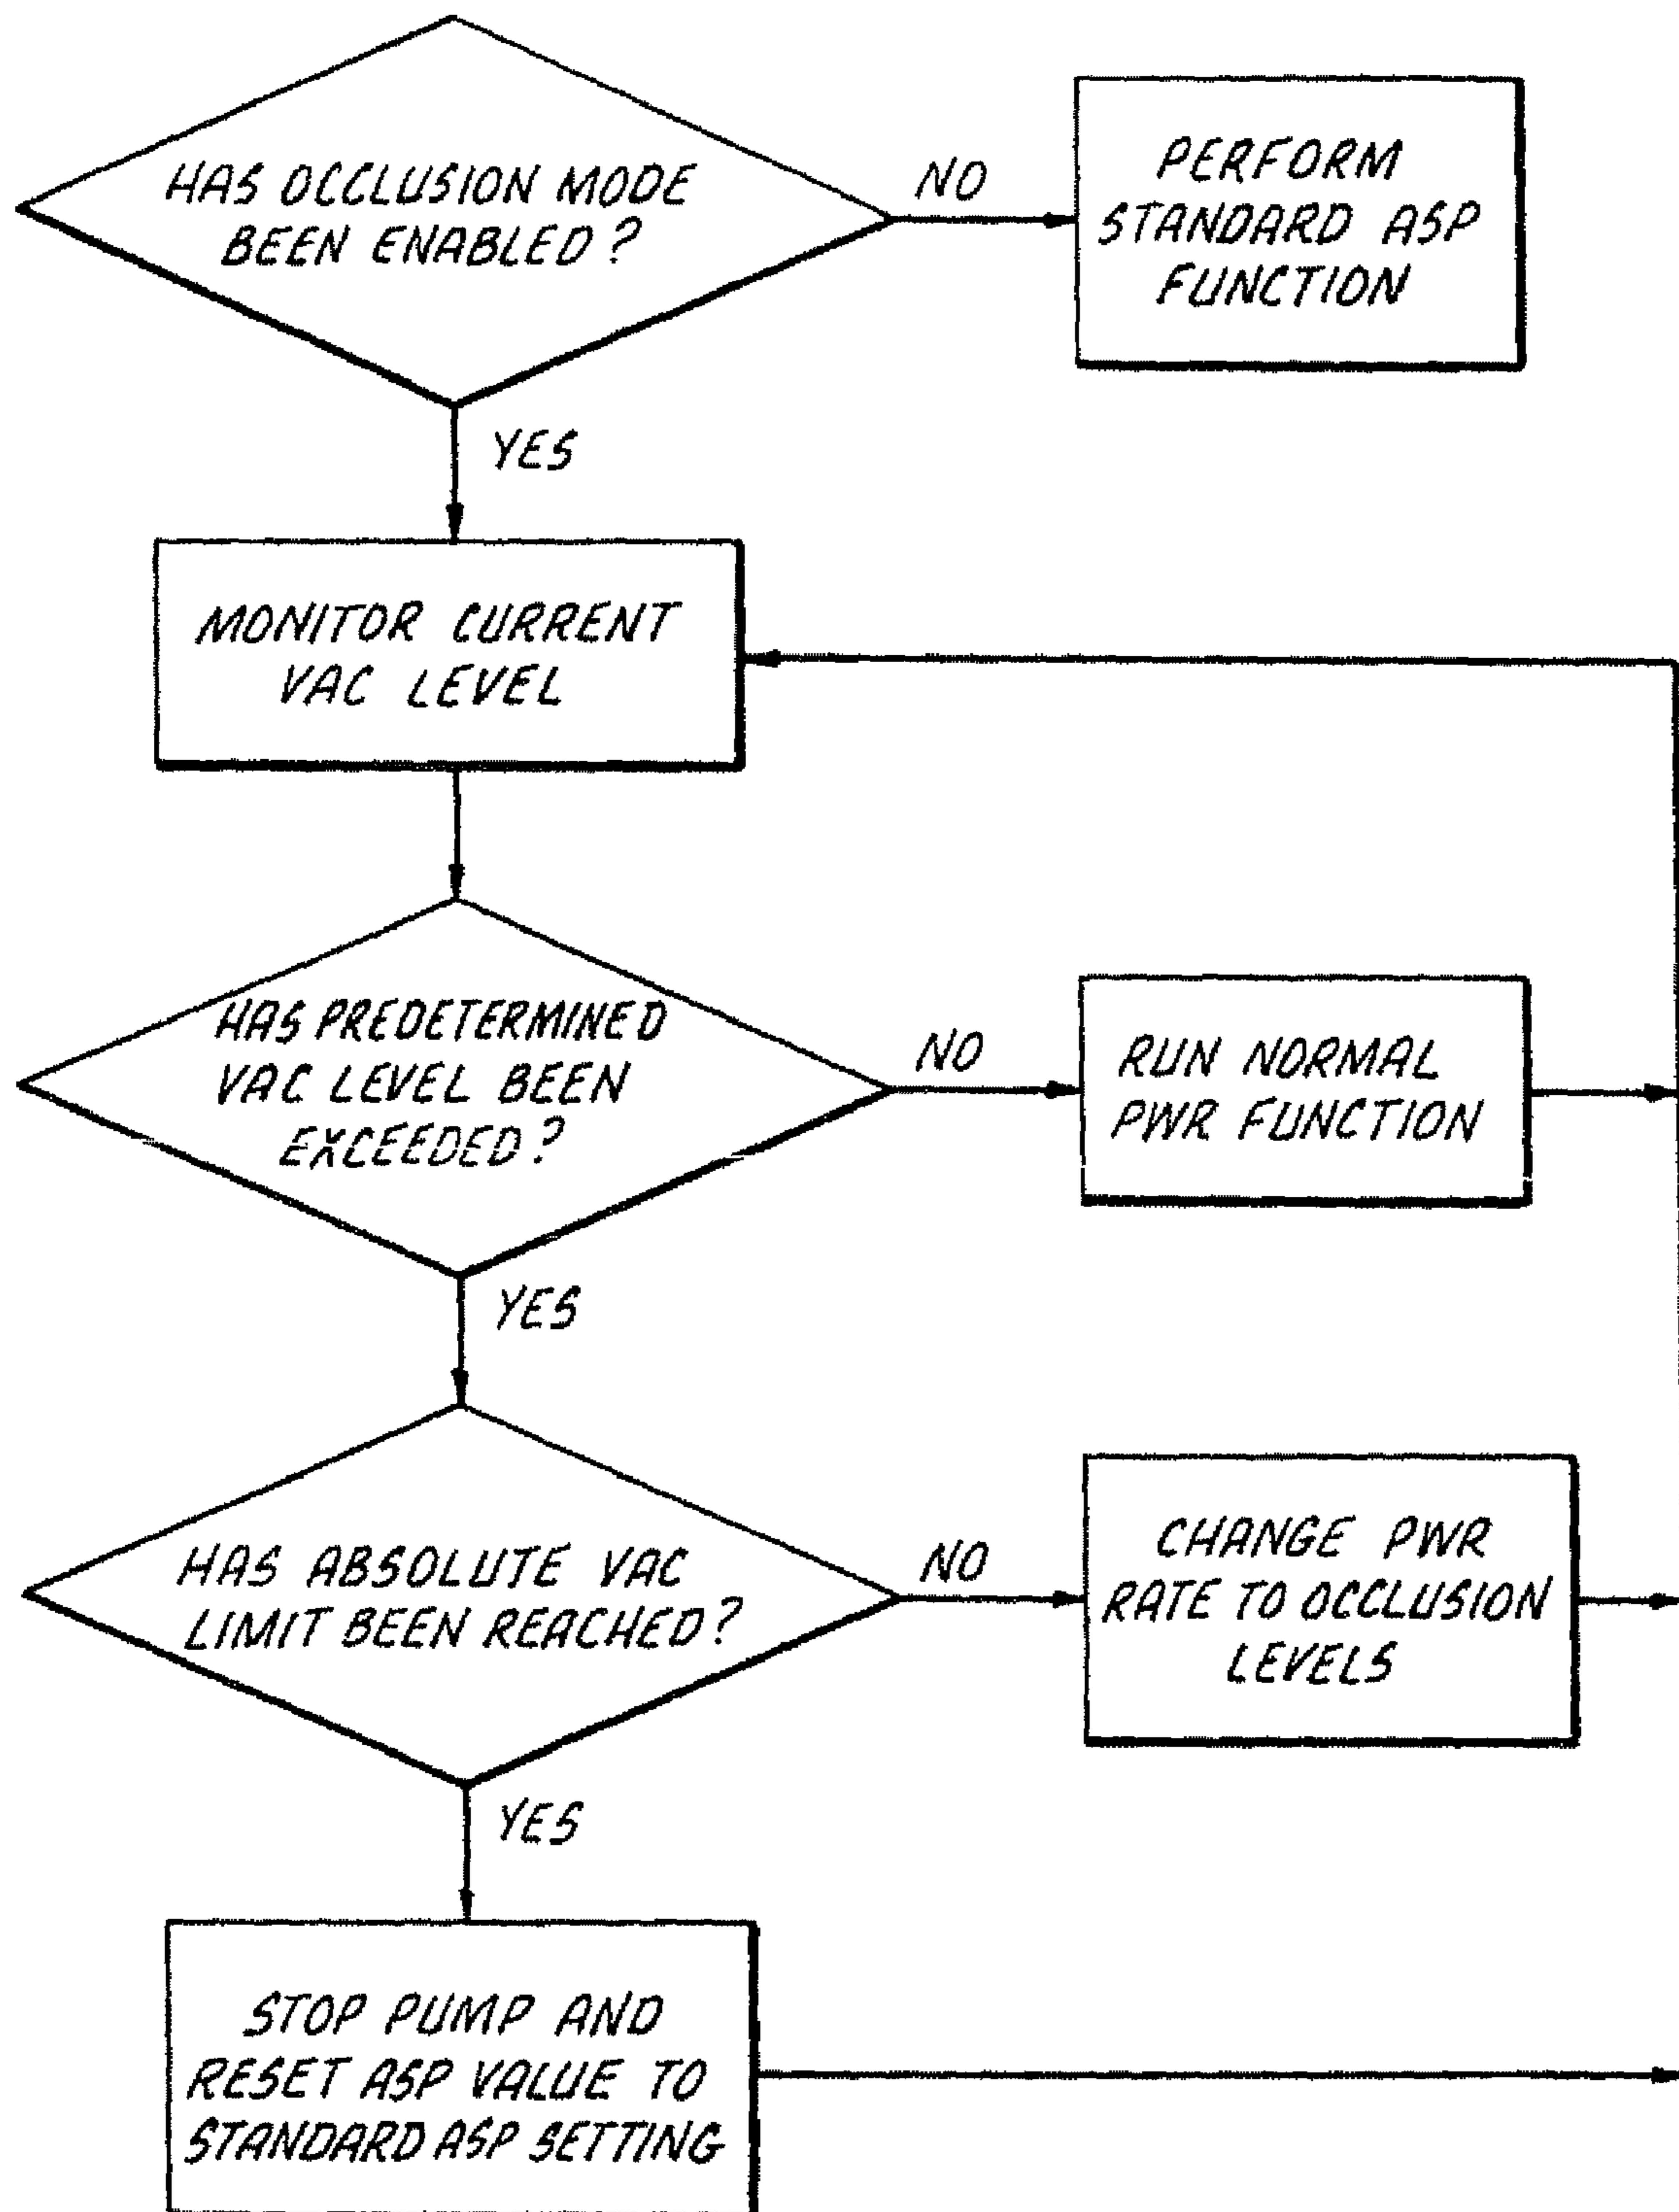 HAS OCCLUSION MODE
BEEN ENABLED?
NO
PERFORM
STANDARD ASP
FUNCTION
YES
MONITOR CURRENT
VAC LEVEL
HAS PREDETERMINED
VAC LEVEL BEEN
EXCEEDED?
NO
RUN NORMAL
PWR FUNCTION
YES
HAS ABSOLUTE VAC
LIMIT BEEN REACHED?
NO
CHANGE PWR
RATE TO OCCLUSION
LEVELS
YES
STOP PUMP AND
RESET ASP VALUE TO
STANDARD ASP SETTING